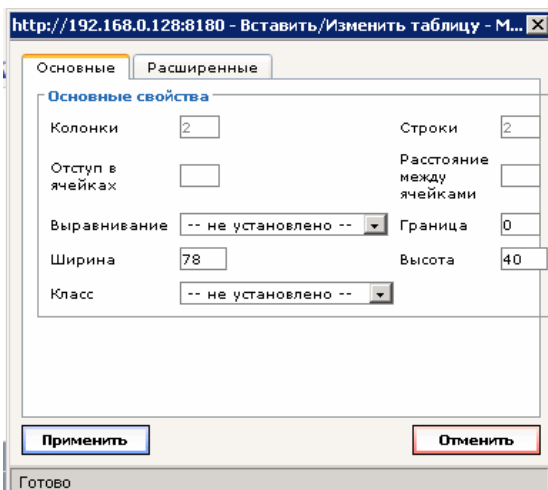 http://192.168.0.128:8180 - Вставить/Изменить таблицу - M...
Основные Расширенные
Основные свойства
Колонки 2 Строки 2
Отступ в ячейках Расстояние между ячейками
Выравнивание -- не установлено -- Граница 0
Ширина 78 Высота 40
Класс -- не установлено --
Применить Отменить
Готово